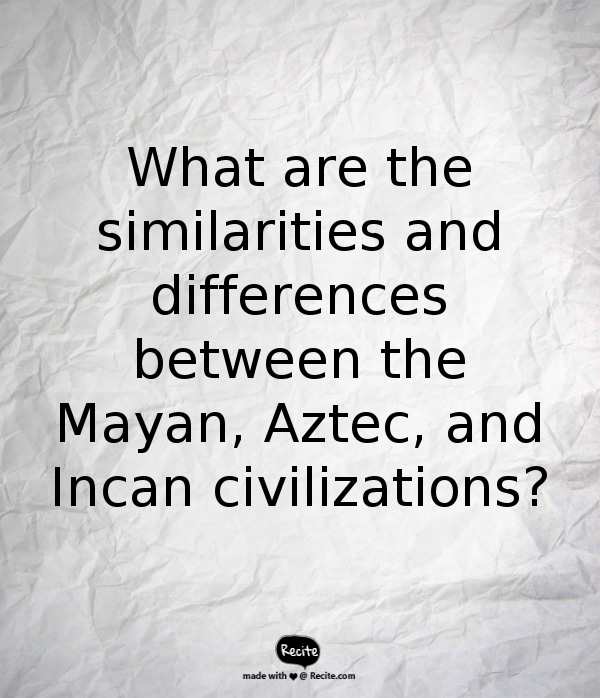 What are the
similarities and
differences
between the
Mayan, Aztec, and
Incan civilizations?
Recite
made with ♥ @ Recite.com